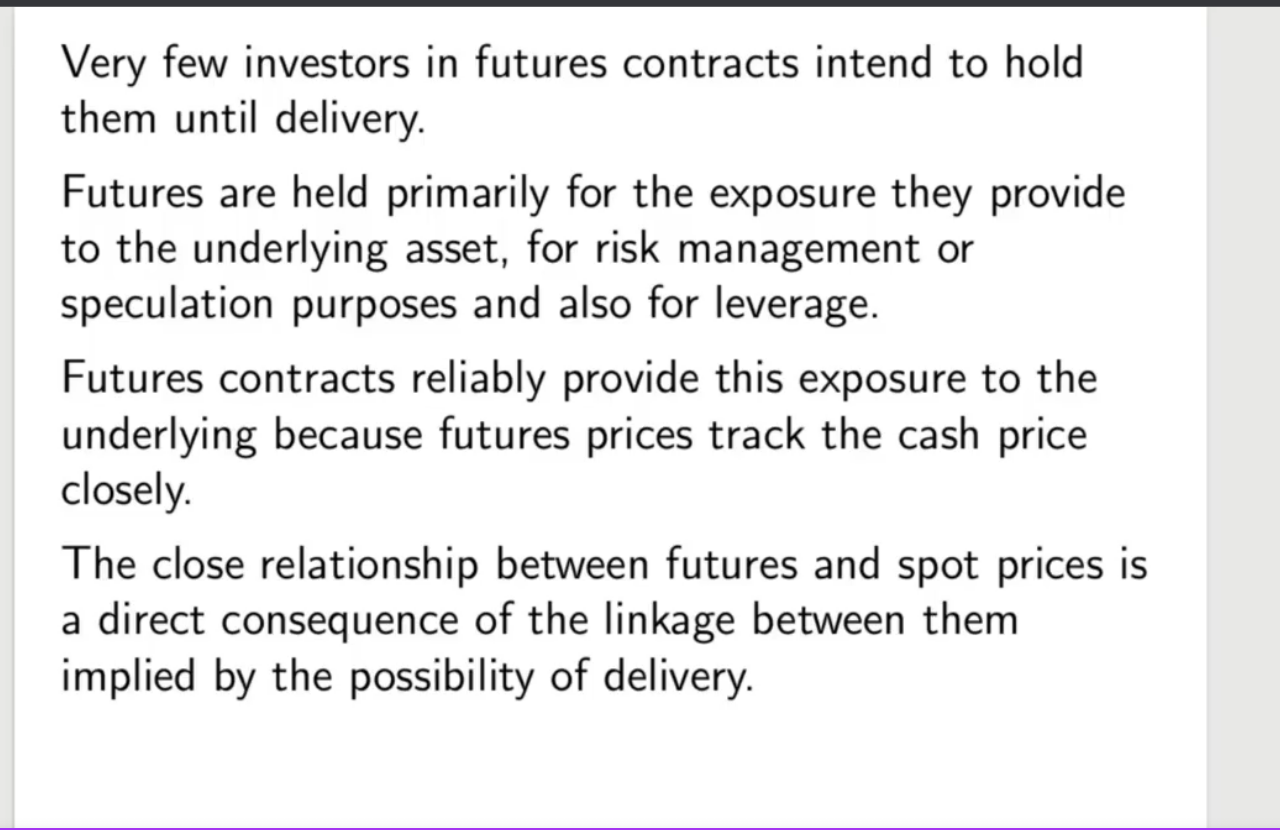 Very few investors in futures contracts intend to hold
them until delivery.
Futures are held primarily for the exposure they provide
to the underlying asset, for risk management or
speculation purposes and also for leverage.
Futures contracts reliably provide this exposure to the
underlying because futures prices track the cash price
closely.
The close relationship between futures and spot prices is
a direct consequence of the linkage between them
implied by the possibility of delivery.